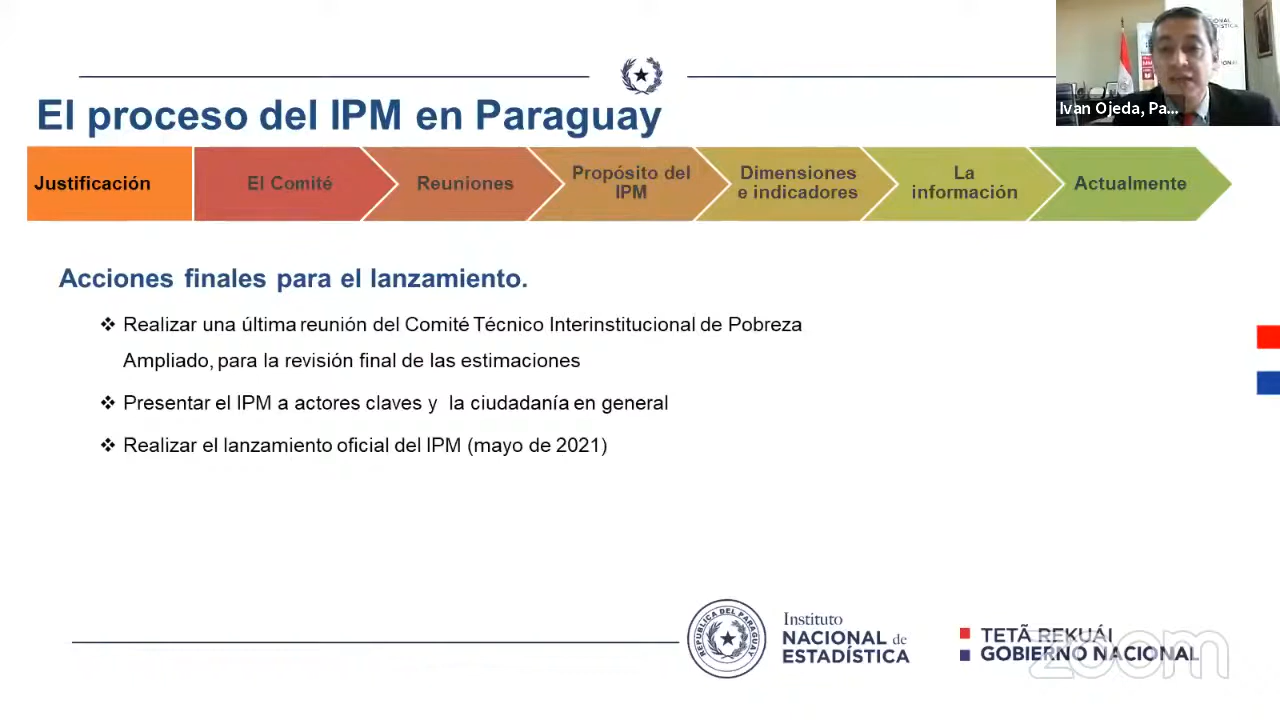 El proceso del IPM en Paraguay
Ivan Ojeda, Pa...
Justificación
El Comité
Reuniones
Propósito del
IPM
Dimensiones
e indicadores
La
información
Actualmente
Acciones finales para el lanzamiento.
❖ Realizar una última reunión del Comité Técnico Interinstitucional de Pobreza
Ampliado, para la revisión final de las estimaciones
❖ Presentar el IPM a actores claves y la ciudadanía en general
❖ Realizar el lanzamiento oficial del IPM (mayo de 2021)
REPUBLICA DEL PARAGUAY
Instituto
NACIONAL de
ESTADÍSTICA
TETÃ REKUÁI
GOBIERNO NACIONAL
zoom